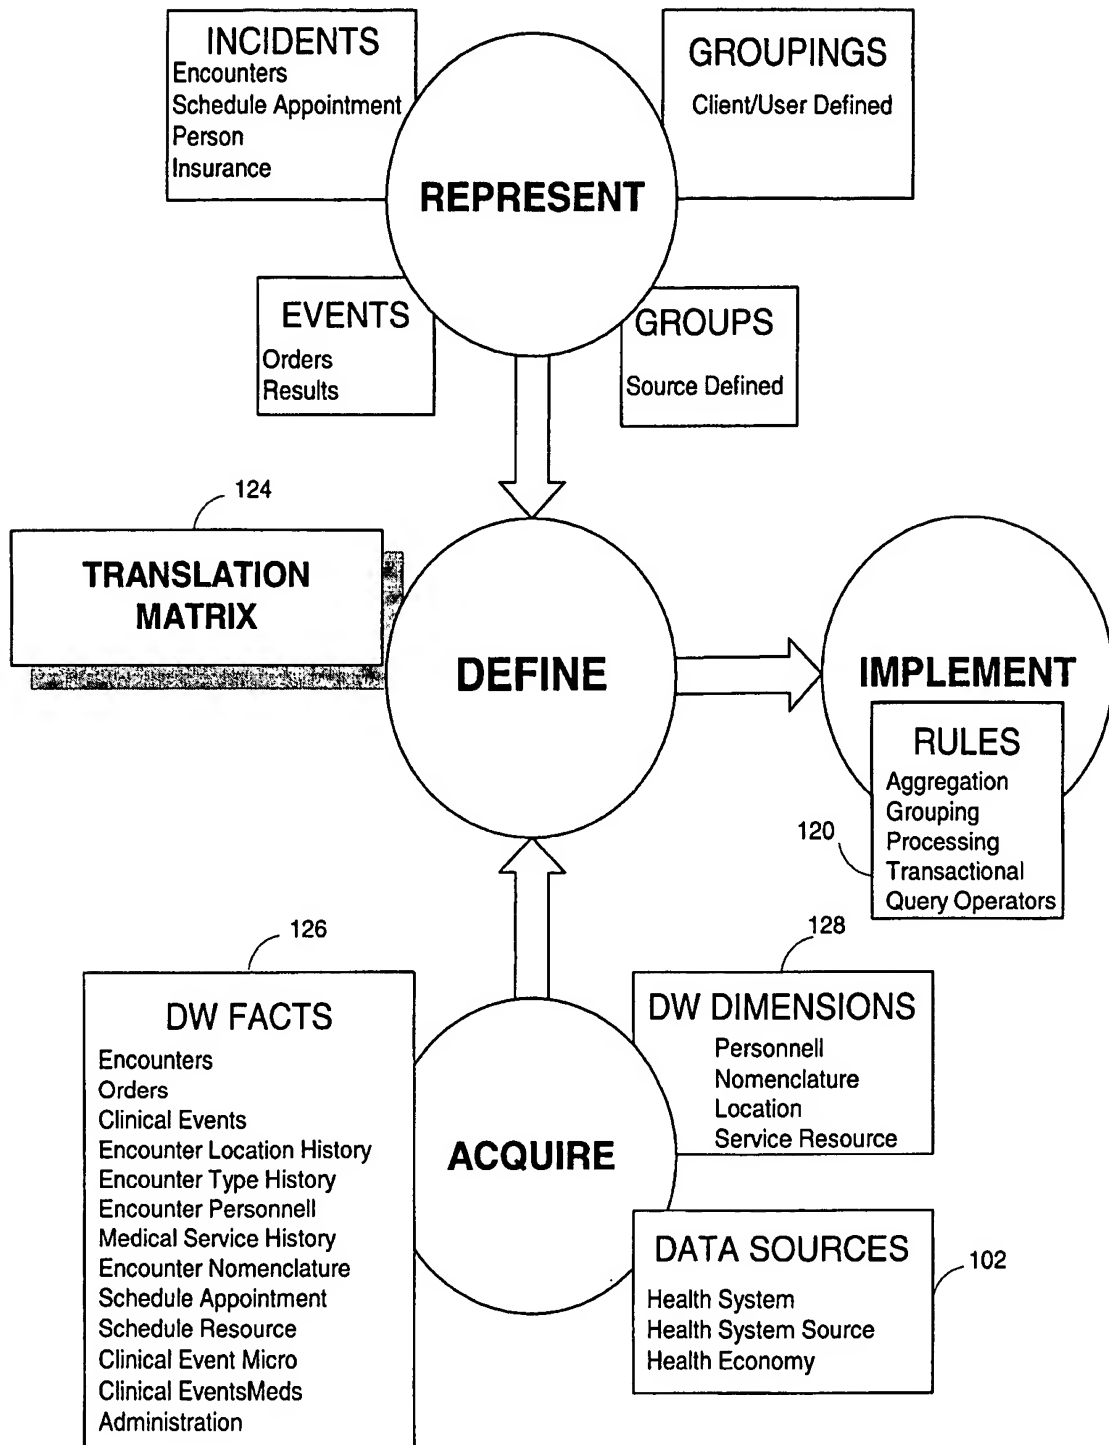 INCIDENTS
Encounters
Schedule Appointment
Person
Insurance
GROUPINGS
Client/User Defined
REPRESENT
EVENTS
Orders
Results
GROUPS
Source Defined
124
TRANSLATION
MATRIX
DEFINE
IMPLEMENT
RULES
Aggregation
Grouping
Processing
Transactional
Query Operators
120
126
DW FACTS
Encounters
Orders
Clinical Events
Encounter Location History
Encounter Type History
Encounter Personnell
Medical Service History
Encounter Nomenclature
Schedule Appointment
Schedule Resource
Clinical Event Micro
Clinical EventsMeds
Administration
ACQUIRE
128
DW DIMENSIONS
Personnell
Nomenclature
Location
Service Resource
DATA SOURCES
Health System
Health System Source
Health Economy
102